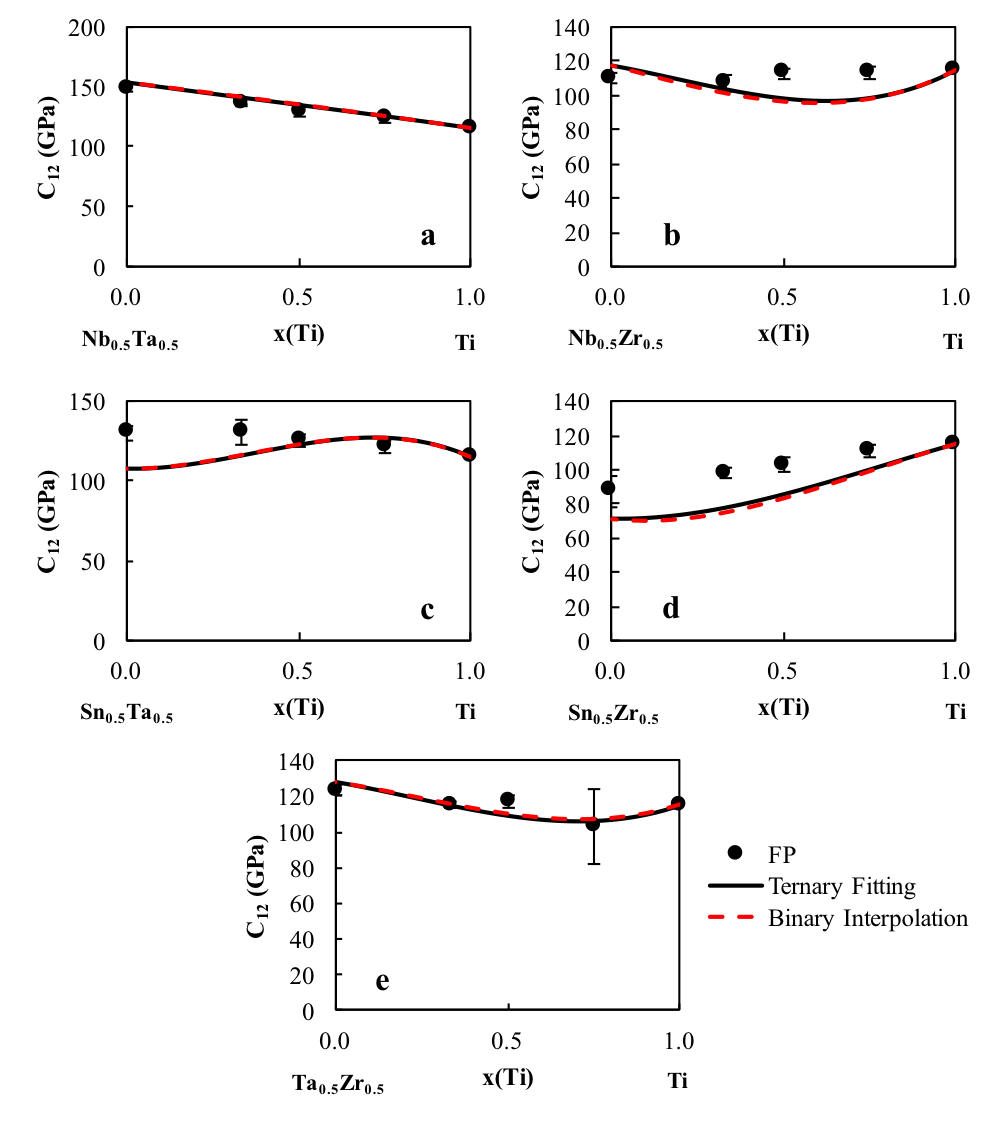 200
150
100
50
0
C₁₂ (GPa)
a
0.0 0.5 1.0
x(Ti)
Nb₀.₅Ta₀.₅ Ti
140
120
100
80
60
40
20
0
C₁₂ (GPa)
b
0.0 0.5 1.0
x(Ti)
Nb₀.₅Zr₀.₅ Ti
150
100
50
0
C₁₂ (GPa)
c
0.0 0.5 1.0
x(Ti)
Sn₀.₅Ta₀.₅ Ti
140
120
100
80
60
40
20
0
C₁₂ (GPa)
d
0.0 0.5 1.0
x(Ti)
Sn₀.₅Zr₀.₅ Ti
140
120
100
80
60
40
20
0
C₁₂ (GPa)
e
0.0 0.5 1.0
x(Ti)
Ta₀.₅Zr₀.₅ Ti
FP
Ternary Fitting
Binary Interpolation